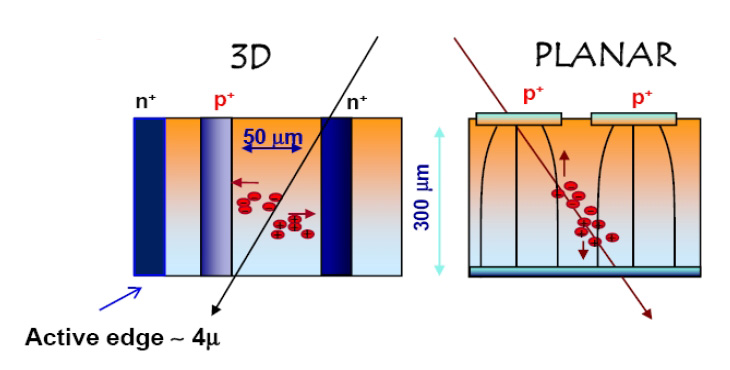 3D
PLANAR
n⁺
p⁺
n⁺
p⁺
p⁺
50 µm
300 µm
Active edge ~ 4µ